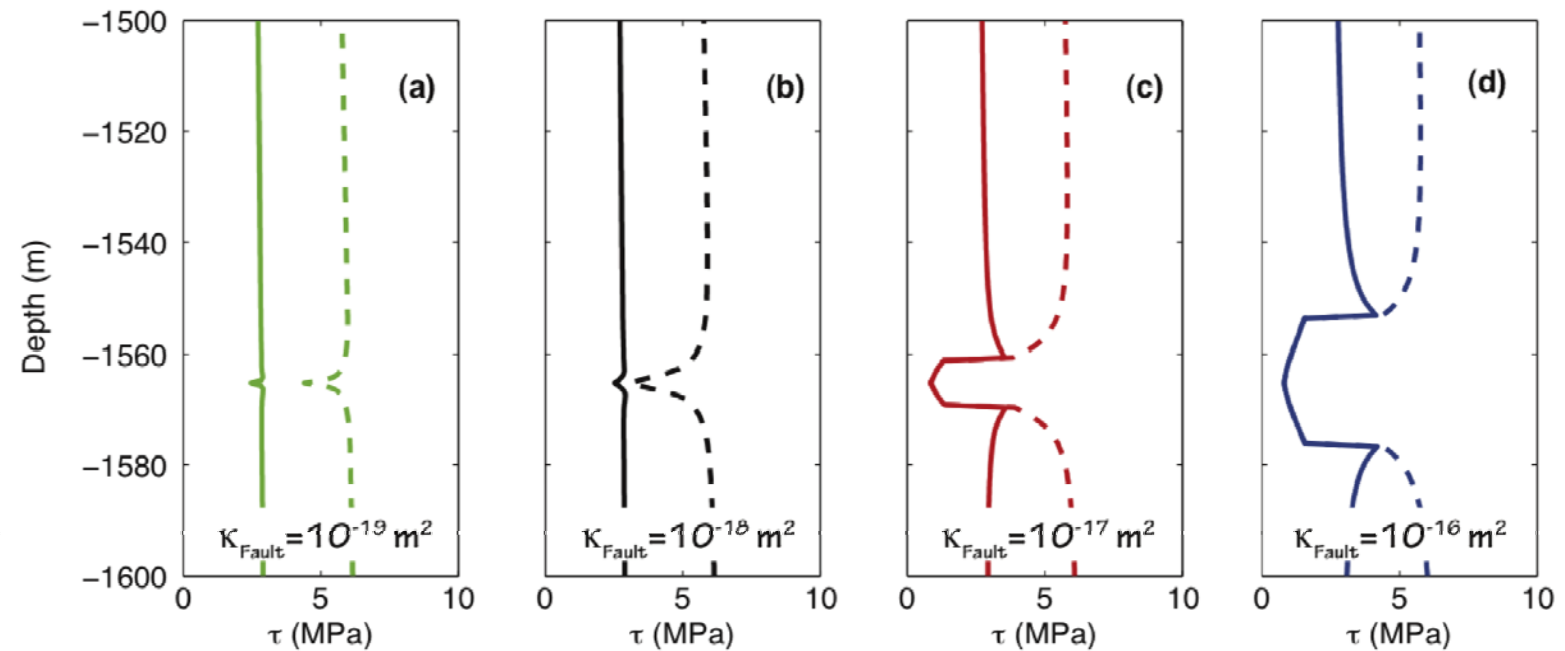 (a) (b) (c) (d)
−1500
−1520
−1540
−1560
−1580
−1600
Depth (m)
κFault=10⁻¹⁹ m² κFault=10⁻¹⁸ m² κFault=10⁻¹⁷ m² κFault=10⁻¹⁶ m²
0 5 10 0 5 10 0 5 10 0 5 10
τ (MPa) τ (MPa) τ (MPa) τ (MPa)